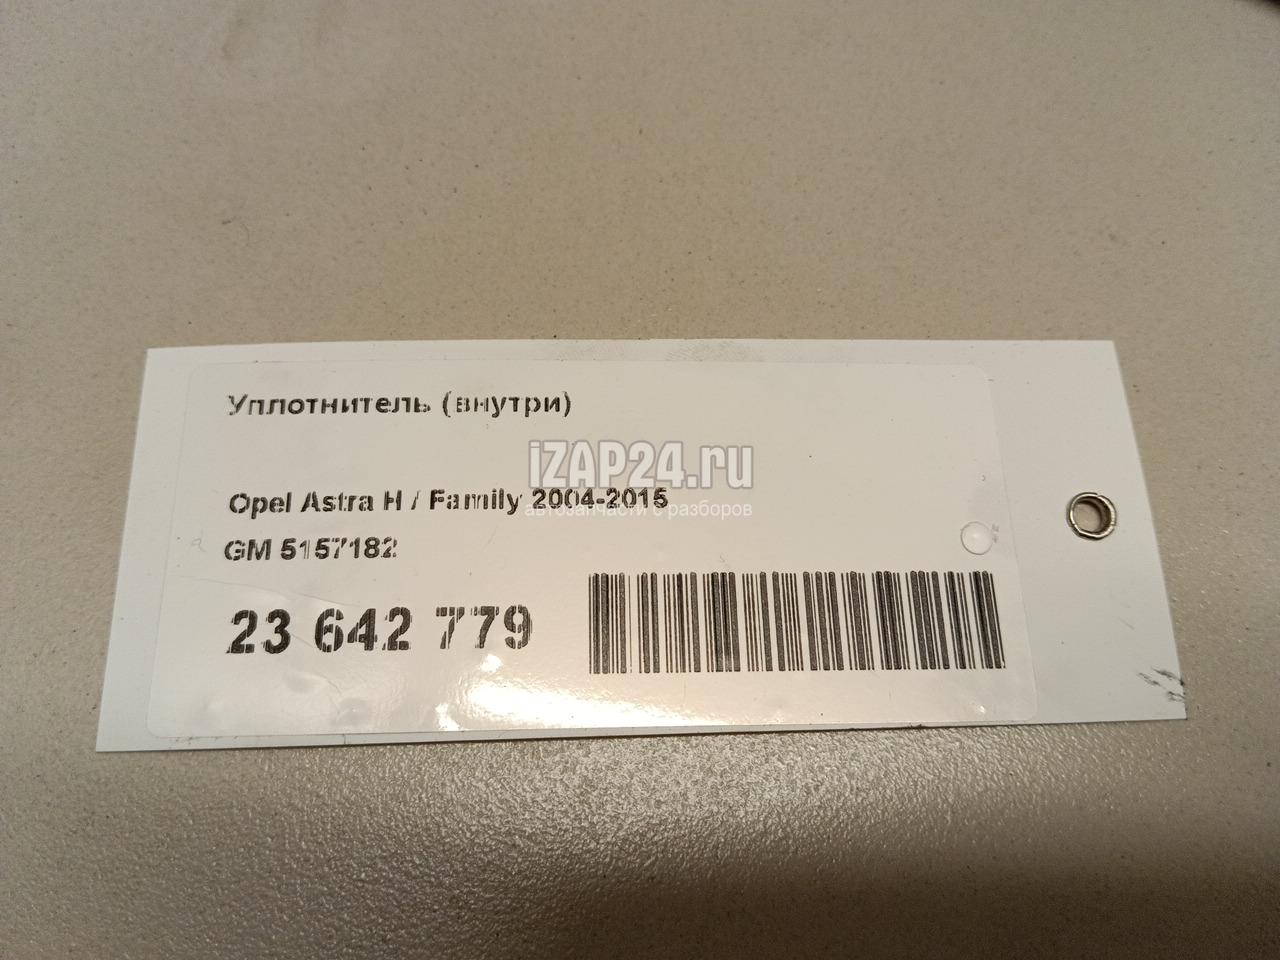 Уплотнитель (внутри)
iZAP24.ru
Opel Astra H / Family 2004-2015
автозапчасти с разборов
GM 5157182
23 642 779